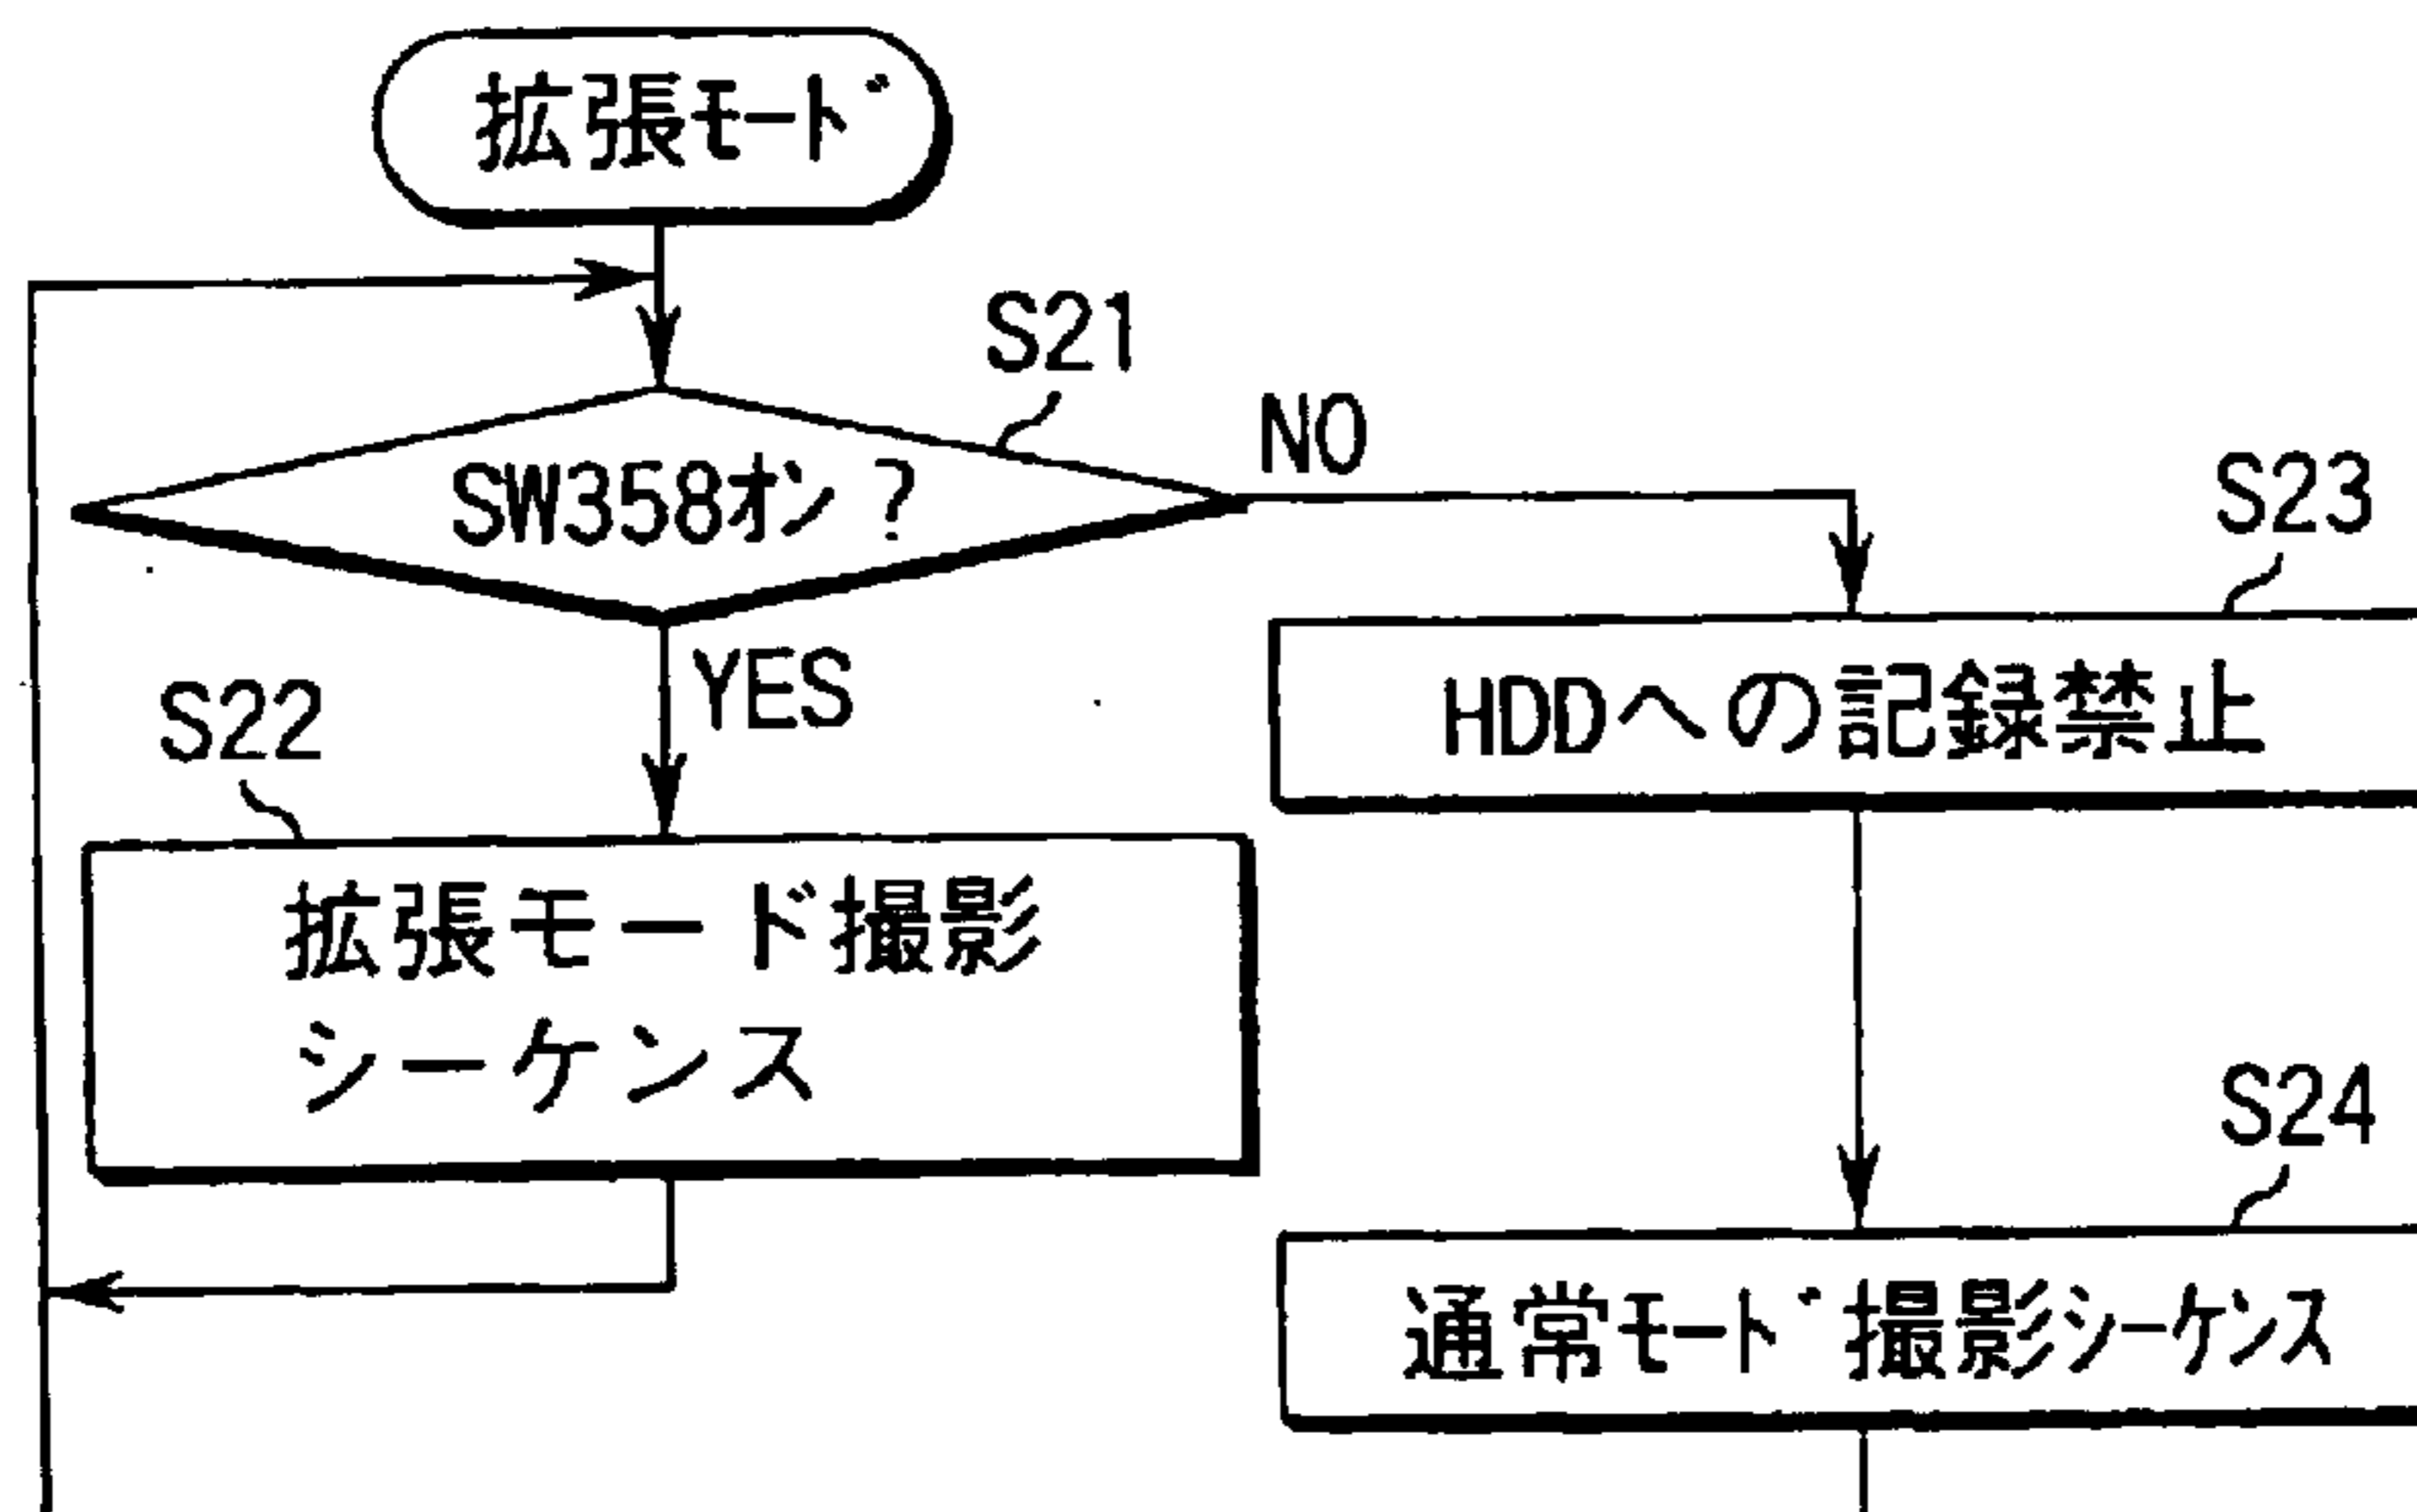 拡張ﾓｰﾄﾞ
S21
SW358ｵﾝ?
NO
YES
S23
HDDへの記録禁止
S22
拡張モード撮影
シーケンス
S24
通常ﾓｰﾄﾞ撮影ｼｰｹﾝｽ